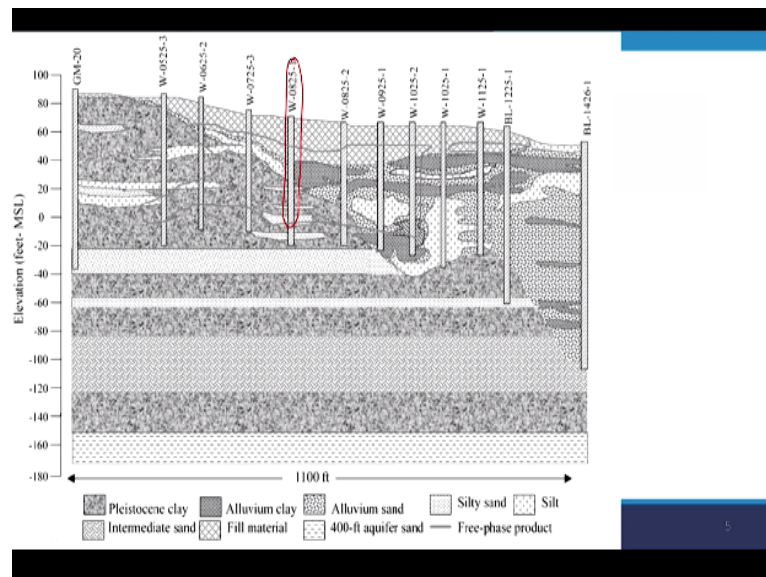 GM-20
W-0525-3
W-0625-2
W-0725-3
W-0825-2
W-0925-1
W-1025-2
W-1025-1
W-1125-1
BL-1225-1
BL-1426-1
Elevation (feet- MSL)
100
80
60
40
20
0
-20
-40
-60
-80
-100
-120
-140
-160
-180
1100 ft
Pleistocene clay Alluvium clay Alluvium sand Silty sand Silt
Intermediate sand Fill material 400-ft aquifer sand Free-phase product
5